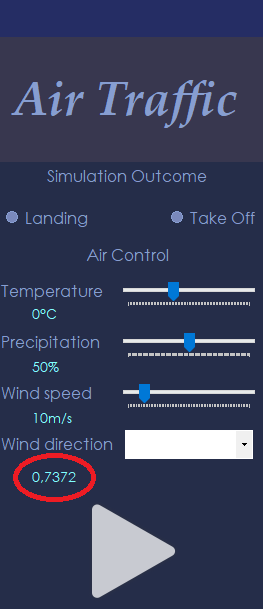 Air Traffic
Simulation Outcome
Landing
Take Off
Air Control
Temperature
0ºC
Precipitation
50%
Wind speed
10m/s
Wind direction
0,7372